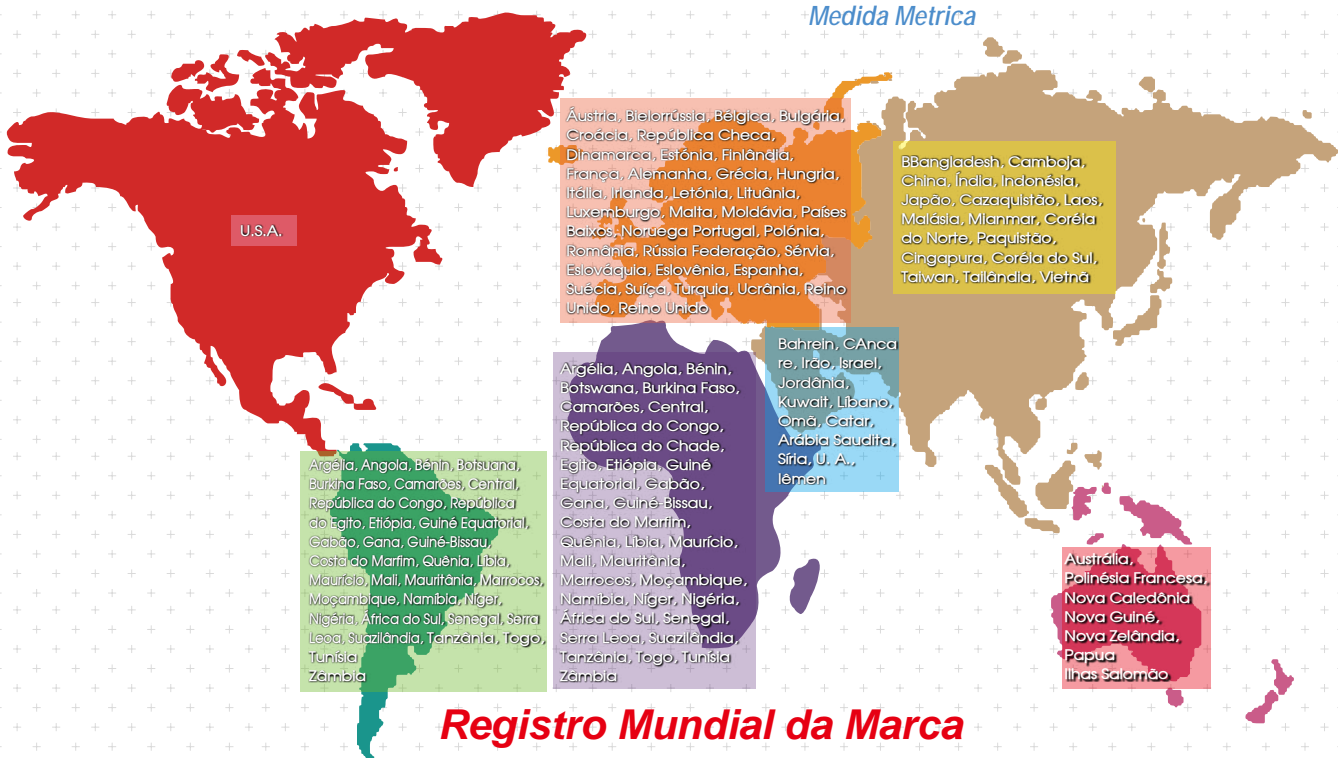 Medida Metrica
U.S.A.
Áustria, Bielorrússia, Bélgica, Bulgária,
Croácia, República Checa,
Dinamarca, Estónia, Finlândia,
França, Alemanha, Grécia, Hungria,
Itália, Irlanda, Letónia, Lituânia,
Luxemburgo, Malta, Moldávia, Países
Baixos, Noruega Portugal, Polónia,
Romania, Rússia Federação, Sérvia,
Eslováquia, Eslovênia, Espanha,
Suécia, Suíça, Turquia, Ucrânia, Reino
Unido, Reino Unido
BBangladesh, Camboja,
China, Índia, Indonésia,
Japão, Cazaquistão, Laos,
Malásia, Mianmar, Coréia
do Norte, Paquistão,
Cingapura, Coréia do Sul,
Taiwan, Tailândia, Vietnã
Bahrein, CAnca
re, Irão, Israel,
Jordânia,
Kuwait, Líbano,
Omã, Catar,
Arábia Saudita,
Síria, U. A.,
Iêmen
Argélia, Angola, Bénin,
Botswana, Burkina Faso,
Camarões, Central,
República do Congo,
República do Chade,
Egito, Etiópia, Guiné
Equatorial, Gabão,
Gana, Guiné-Bissau,
Costa do Marfim,
Quênia, Líbia, Maurício,
Mali, Mauritânia,
Marrocos, Moçambique,
Namíbia, Níger, Nigéria,
África do Sul, Senegal,
Serra Leoa, Suazilândia,
Tanzânia, Togo, Tunísia
Zâmbia
Argélia, Angola, Bénin, Botsuana,
Burkina Faso, Camarões, Central,
República do Congo, República
do Egito, Etiópia, Guiné Equatorial,
Gabão, Gana, Guiné-Bissau,
Costa do Marfim, Quênia, Líbia,
Maurício, Mali, Mauritânia, Marrocos,
Moçambique, Namíbia, Níger,
Nigéria, África do Sul, Senegal, Serra
Leoa, Suazilândia, Tanzânia, Togo,
Tunísia
Zâmbia
Austrália,
Polinésia Francesa,
Nova Caledônia
Nova Guiné,
Nova Zelândia,
Papua
Ilhas Salomão
Registro Mundial da Marca